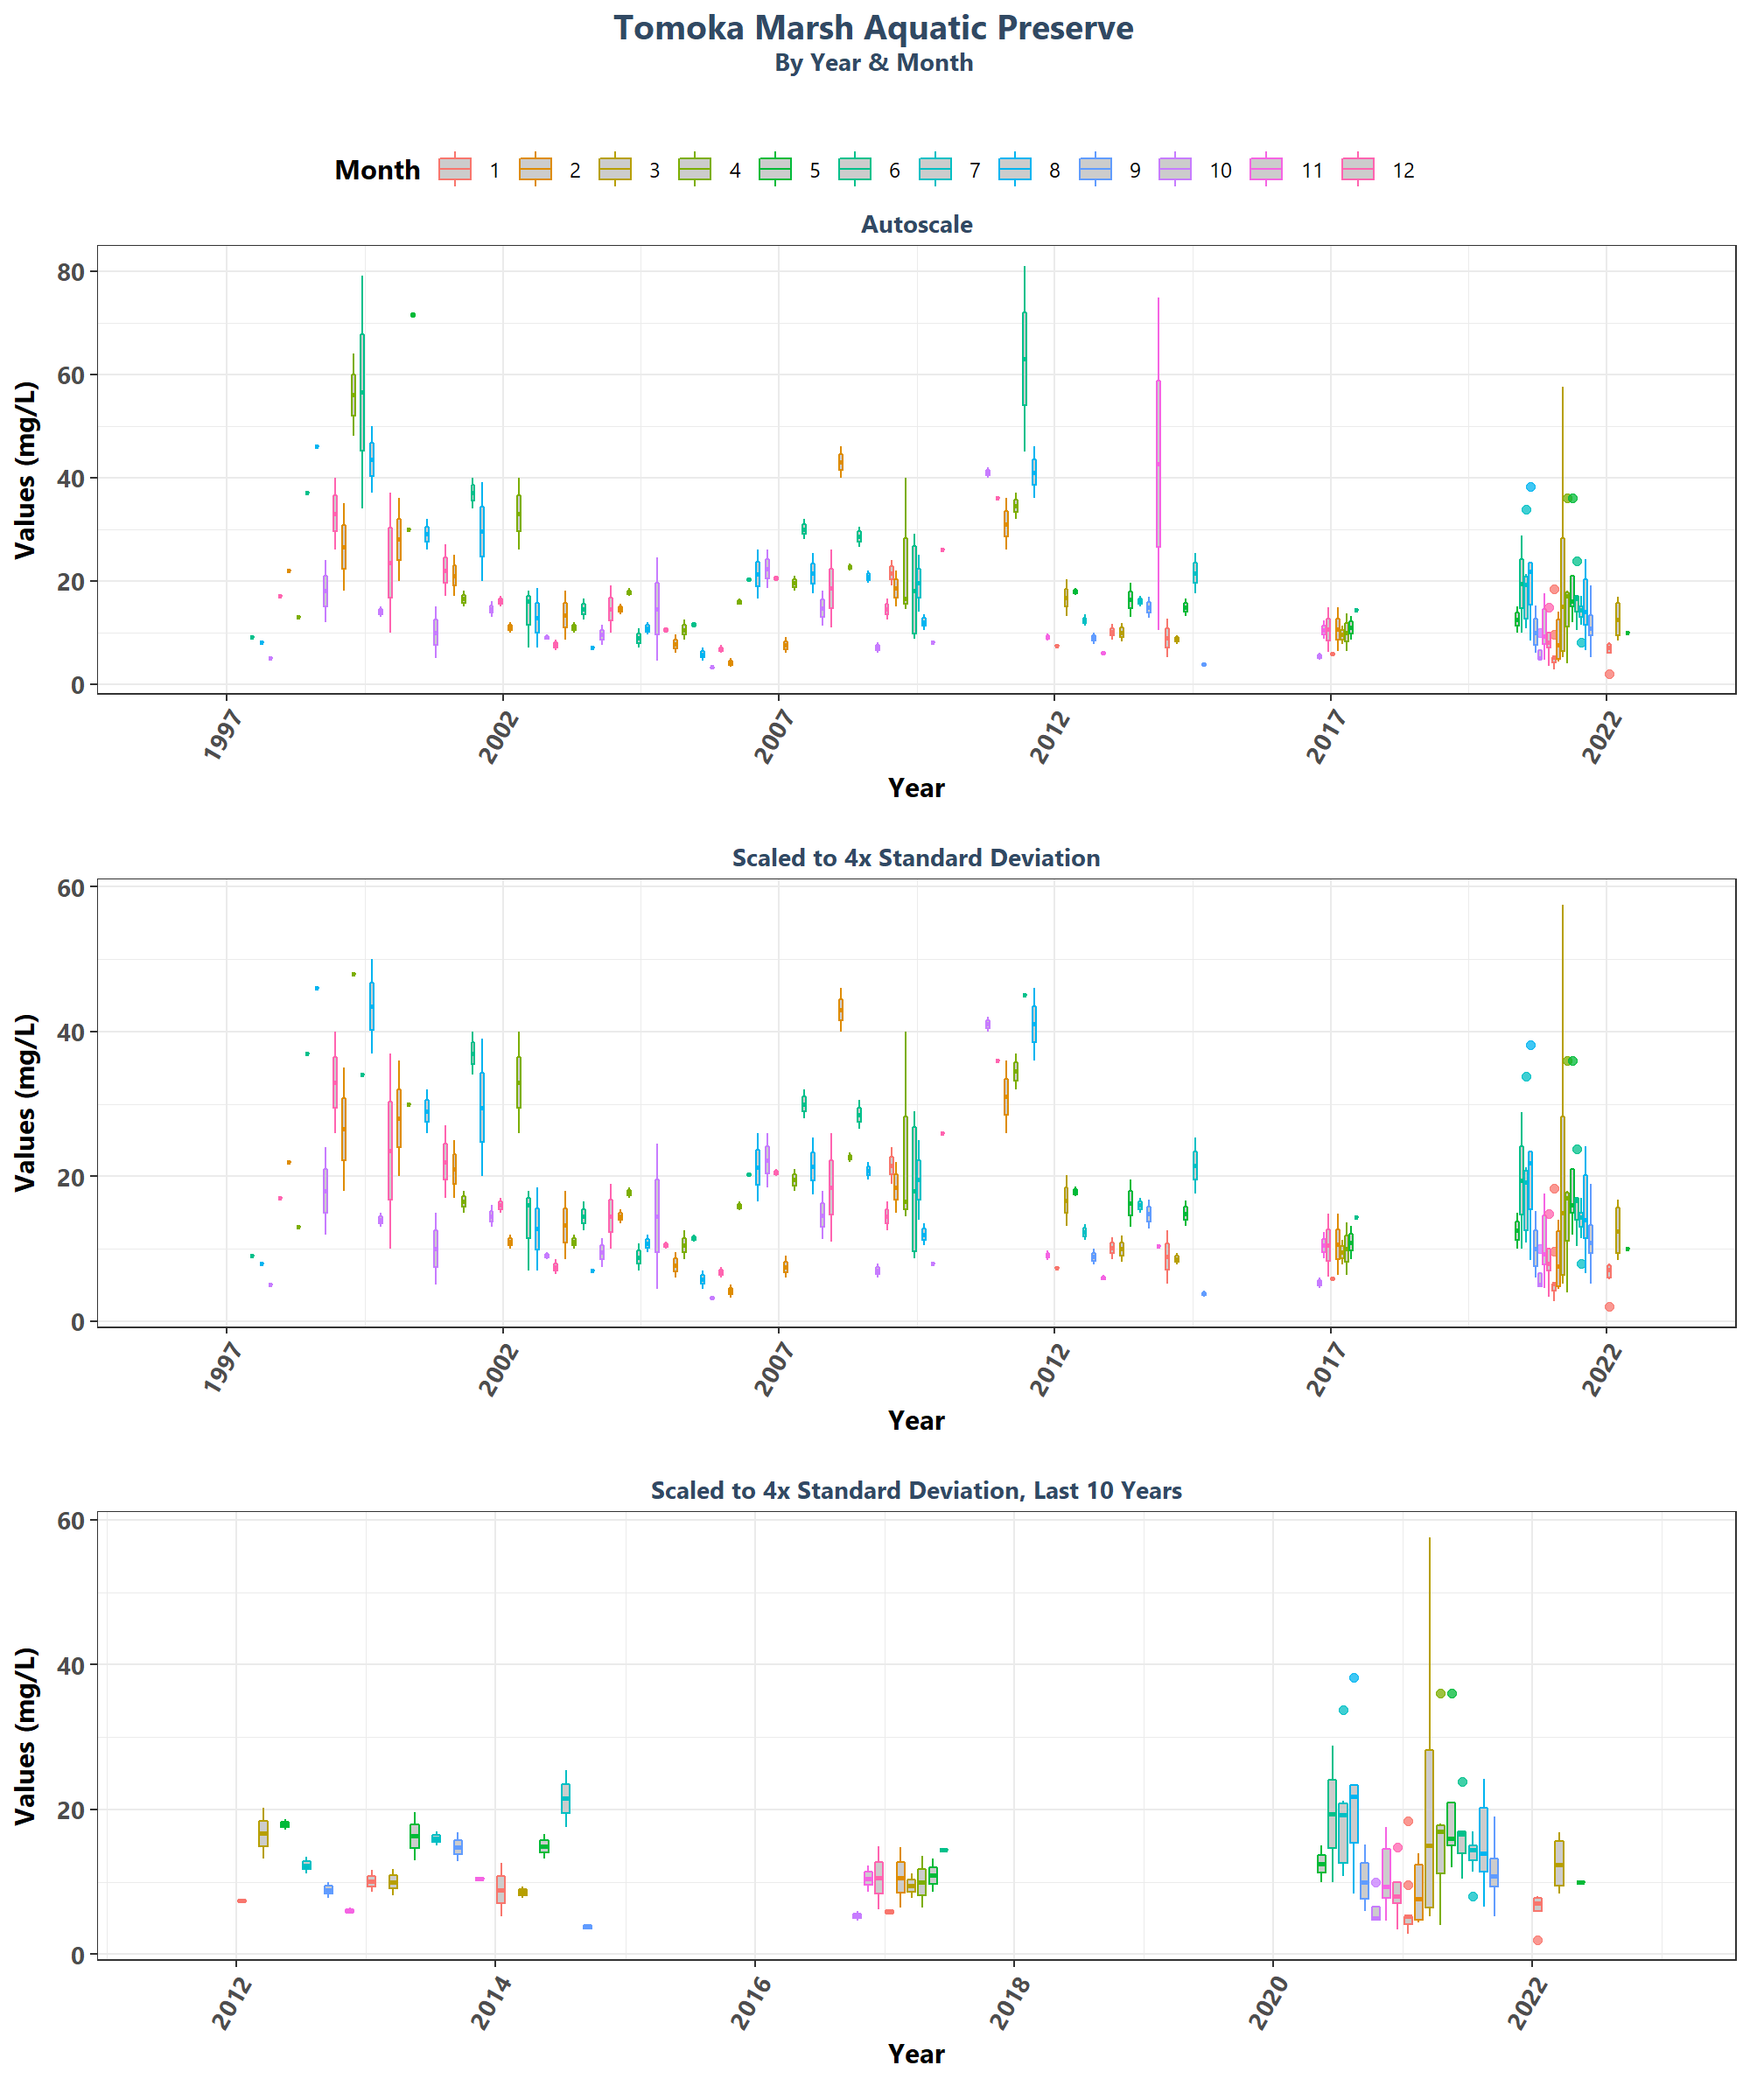 Tomoka Marsh Aquatic Preserve
By Year & Month
Month 1 2 3 4 5 6 7 8 9 10 11 12
Autoscale
Values (mg/L)
80
60
40
20
0
1997 2002 2007 2012 2017 2022
Year
Scaled to 4x Standard Deviation
Values (mg/L)
60
40
20
0
1997 2002 2007 2012 2017 2022
Year
Scaled to 4x Standard Deviation, Last 10 Years
Values (mg/L)
60
40
20
0
2012 2014 2016 2018 2020 2022
Year